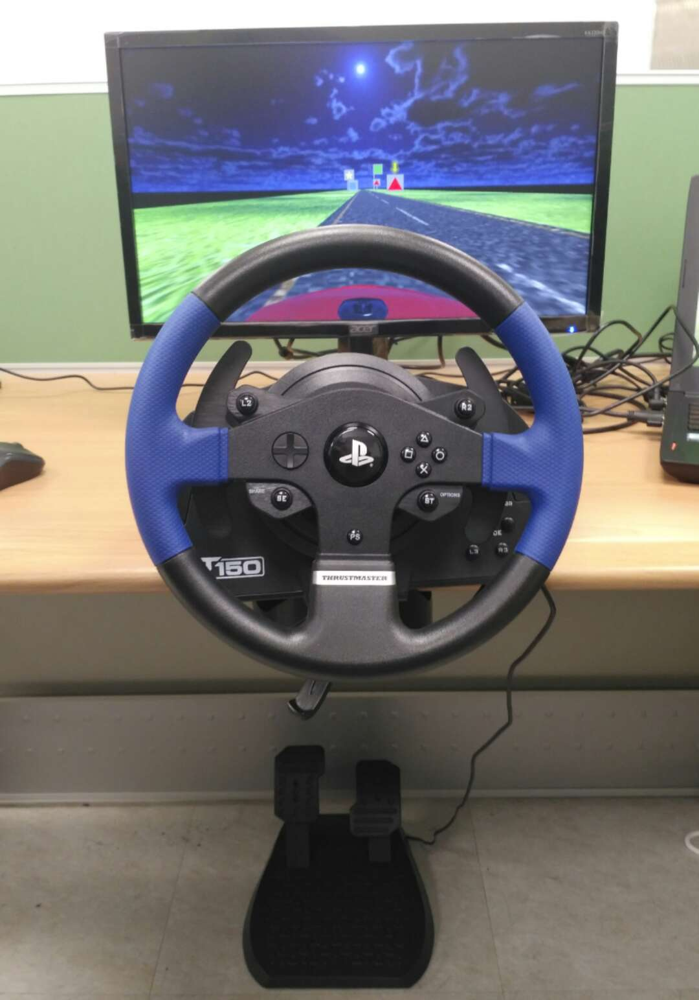 acer
L2
R2
SHARE
SE
ST
OPTIONS
PS
L3
R3
T150
THRUSTMASTER